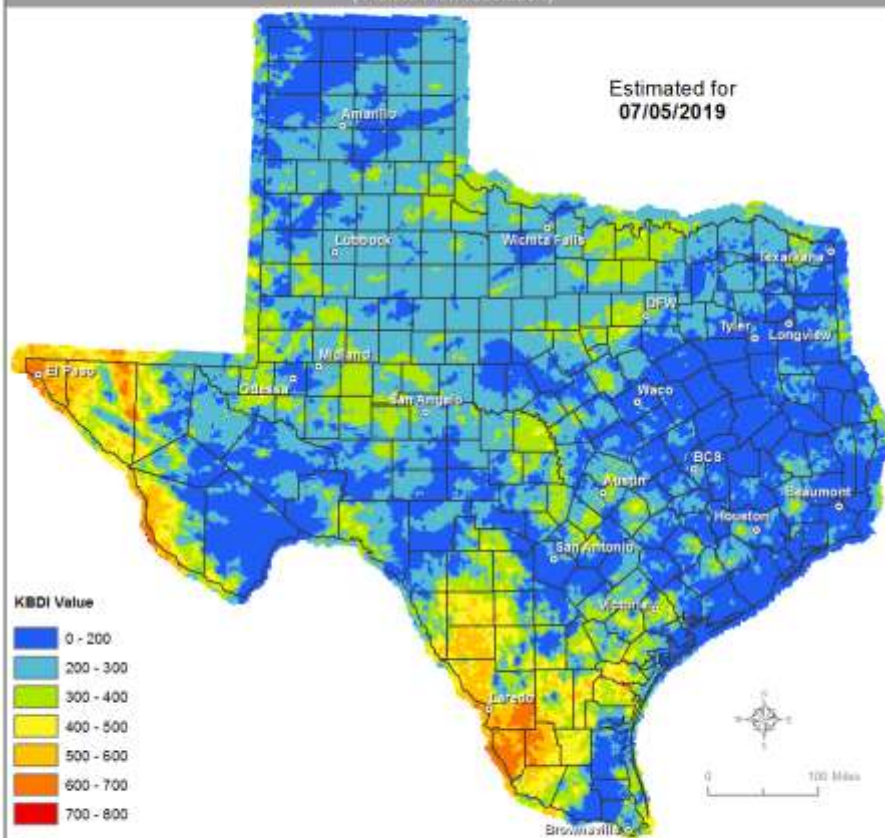 Estimated for
07/05/2019
Amarillo
Lubbock
Wichita Falls
Texarkana
DFW
Tyler
Longview
Midland
El Paso
Odessa
San Angelo
Waco
BCS
Austin
Beaumont
Houston
San Antonio
Victoria
KBDI Value
0 - 200
200 - 300
300 - 400
400 - 500
500 - 600
600 - 700
700 - 800
Laredo
0 100 Miles
Brownsville